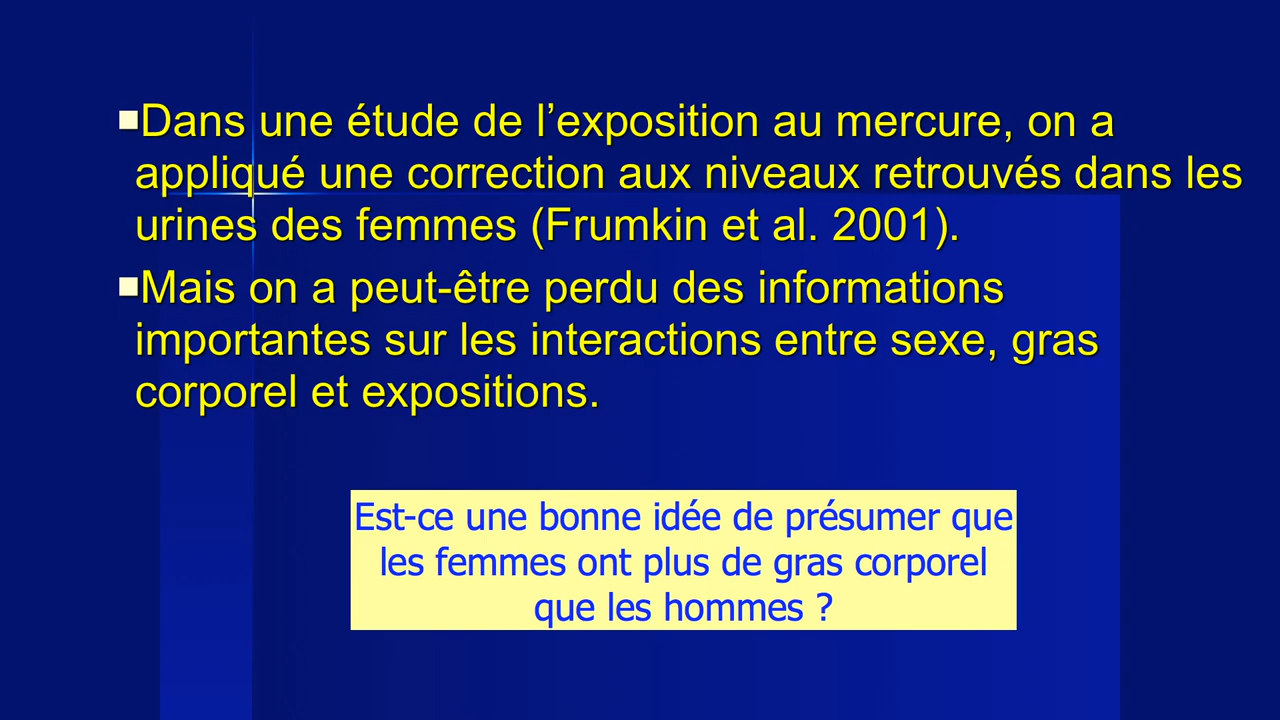 Dans une étude de l’exposition au mercure, on a
appliqué une correction aux niveaux retrouvés dans les
urines des femmes (Frumkin et al. 2001).
Mais on a peut-être perdu des informations
importantes sur les interactions entre sexe, gras
corporel et expositions.
Est-ce une bonne idée de présumer que
les femmes ont plus de gras corporel
que les hommes ?